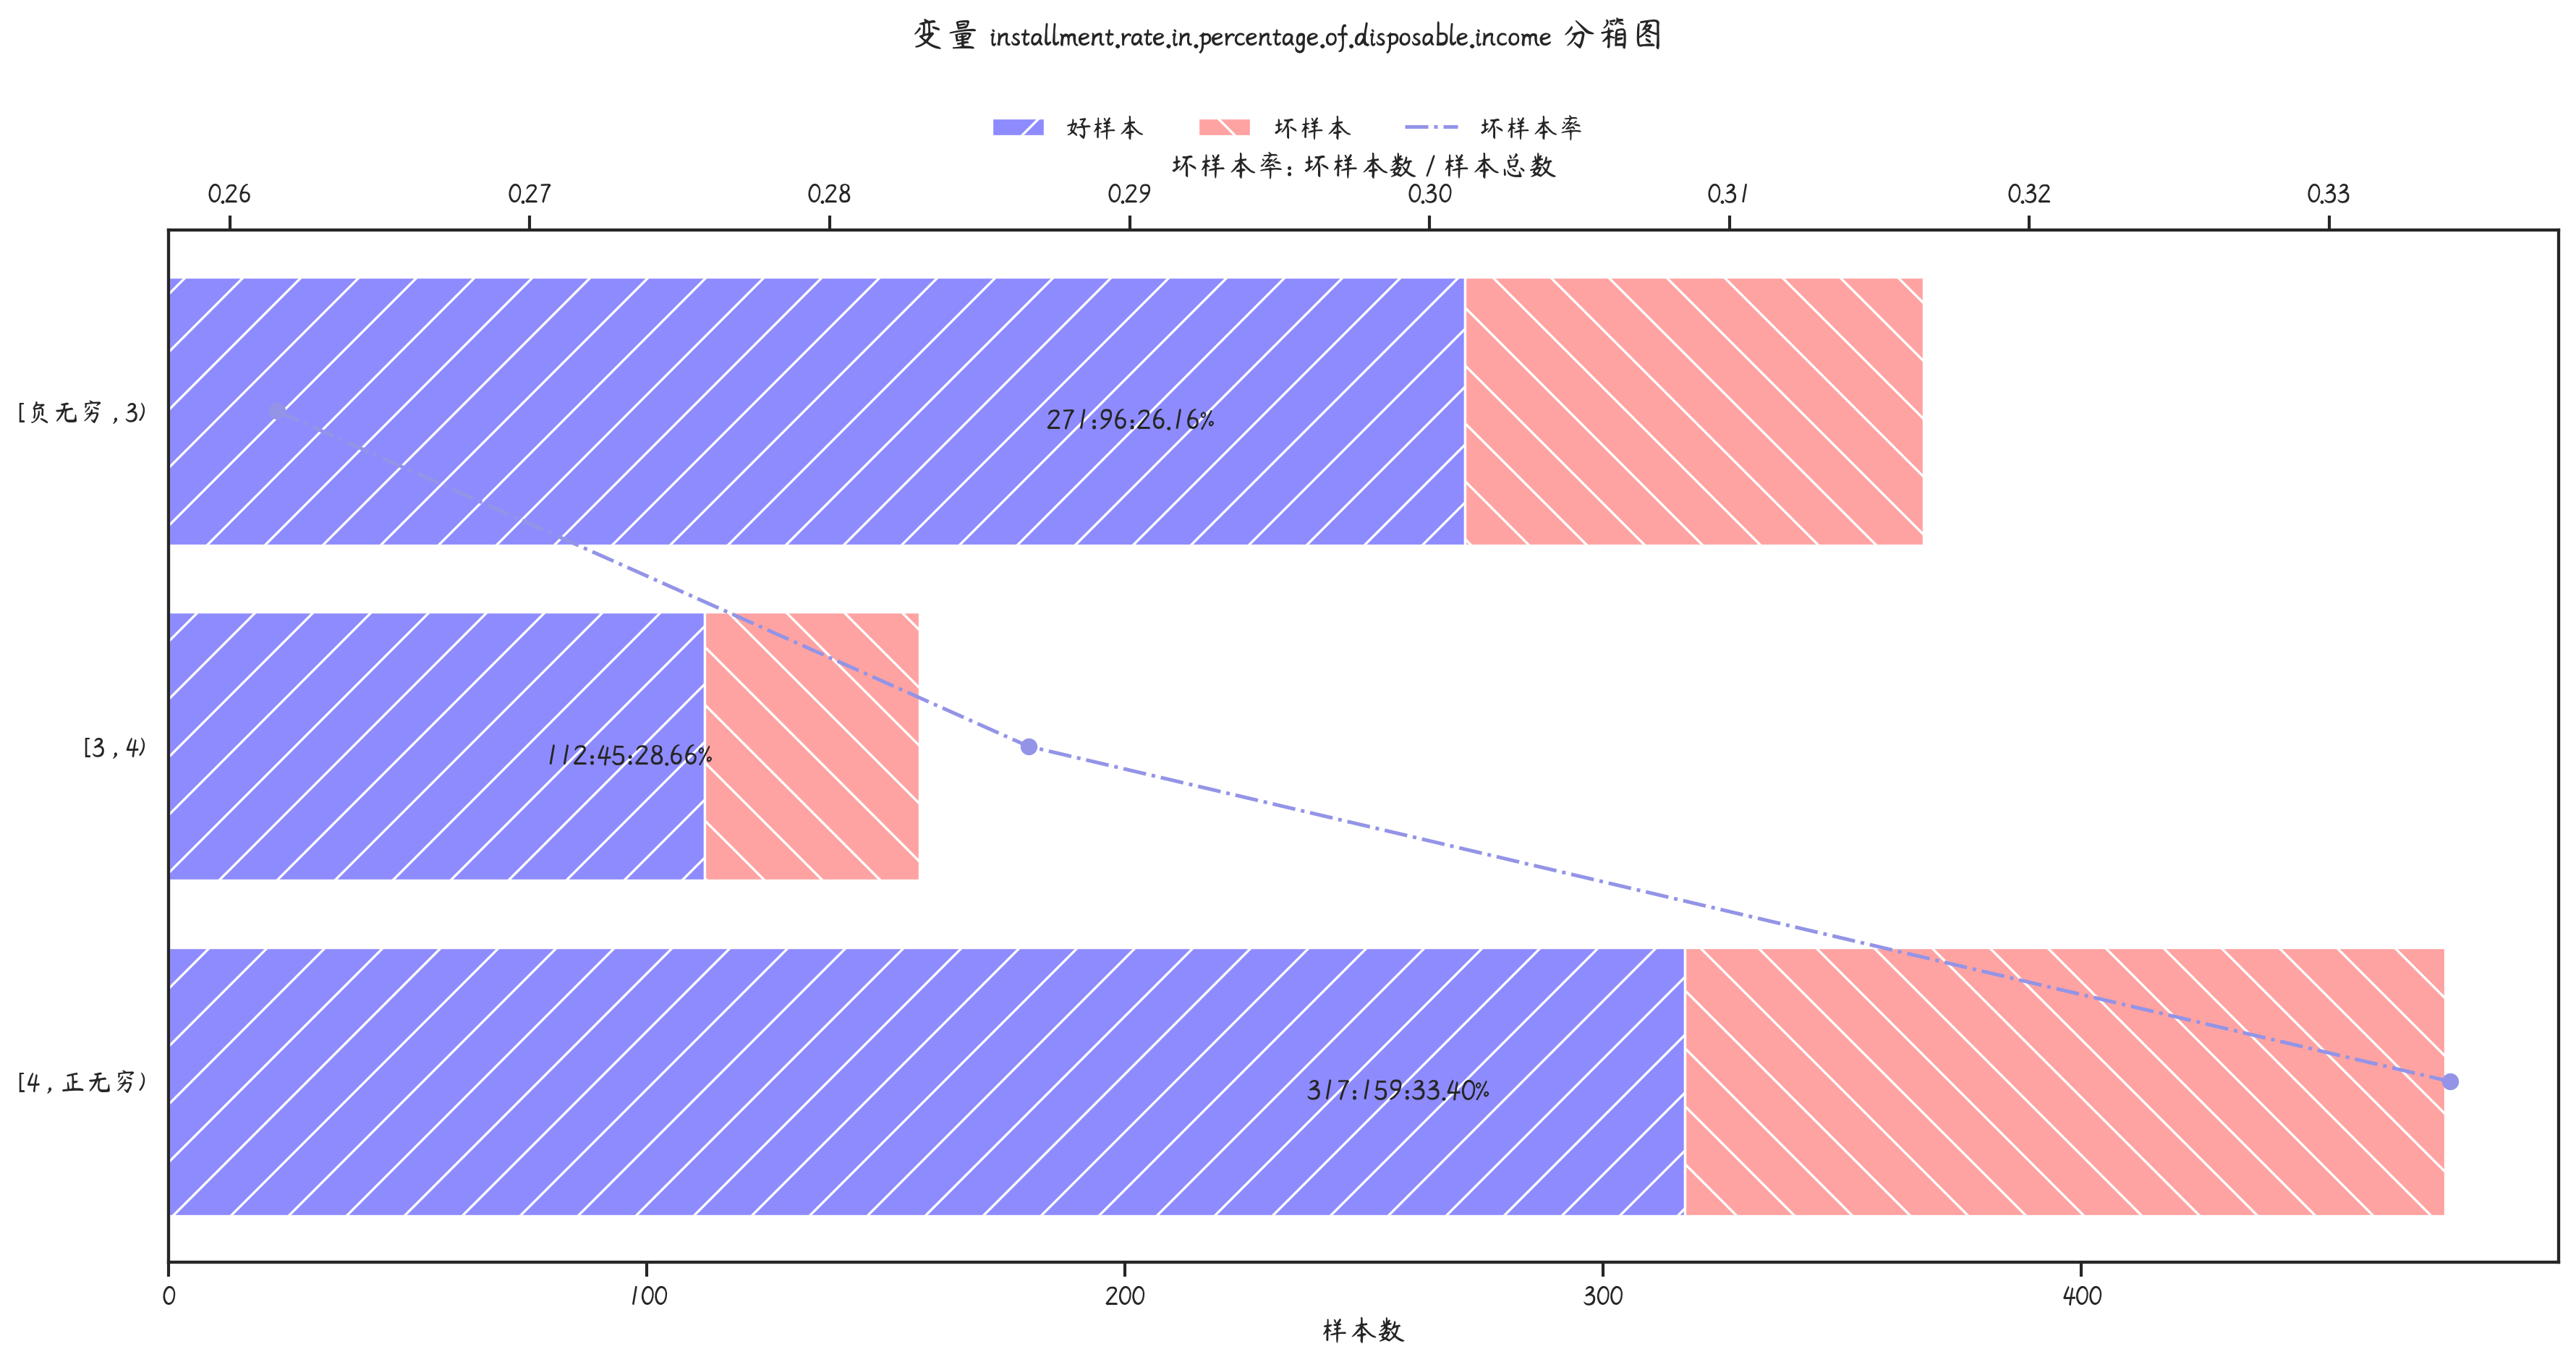 变量 installment.rate.in.percentage.of.disposable.income 分箱图
好样本 坏样本 坏样本率
坏样本率: 坏样本数 / 样本总数
0.26 0.27 0.28 0.29 0.30 0.31 0.32 0.33
[负无穷 , 3)
271:96:26.16%
[3 , 4)
112:45:28.66%
[4 , 正无穷)
317:159:33.40%
0 100 200 300 400
样本数